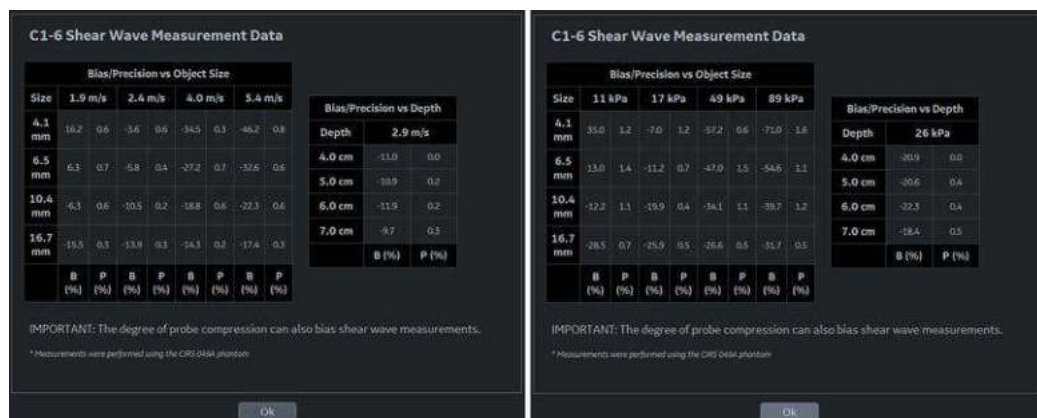 C1-6 Shear Wave Measurement Data
Bias/Precision vs Object Size
Size 1.9 m/s 2.4 m/s 4.0 m/s 5.4 m/s
4.1 mm 16.2 0.6 -3.6 0.6 -34.5 0.3 -46.2 0.8
6.5 mm 6.3 0.7 -5.8 0.4 -27.2 0.7 -32.6 0.6
10.4 mm -6.3 0.6 -10.5 0.2 -18.8 0.6 -22.3 0.6
16.7 mm -15.5 0.3 -13.9 0.3 -14.3 0.2 -17.4 0.3
B (%) P (%) B (%) P (%) B (%) P (%) B (%) P (%)
Bias/Precision vs Depth
Depth 2.9 m/s
4.0 cm -11.0 0.0
5.0 cm -10.9 0.2
6.0 cm -11.9 0.2
7.0 cm -9.7 0.3
B (%) P (%)
IMPORTANT: The degree of probe compression can also bias shear wave measurements.
* Measurements were performed using the CIRS 049A phantom
Ok
C1-6 Shear Wave Measurement Data
Bias/Precision vs Object Size
Size 11 kPa 17 kPa 49 kPa 89 kPa
4.1 mm 35.0 1.2 -7.0 1.2 -57.2 0.6 -71.0 1.6
6.5 mm 13.0 1.4 -11.2 0.7 -47.0 1.5 -54.6 1.1
10.4 mm -12.2 1.1 -19.9 0.4 -34.1 1.1 -39.7 1.2
16.7 mm -28.5 0.7 -25.9 0.5 -26.6 0.5 -31.7 0.5
B (%) P (%) B (%) P (%) B (%) P (%) B (%) P (%)
Bias/Precision vs Depth
Depth 26 kPa
4.0 cm -20.9 0.0
5.0 cm -20.6 0.4
6.0 cm -22.3 0.4
7.0 cm -18.4 0.5
B (%) P (%)
IMPORTANT: The degree of probe compression can also bias shear wave measurements.
* Measurements were performed using the CIRS 049A phantom
Ok